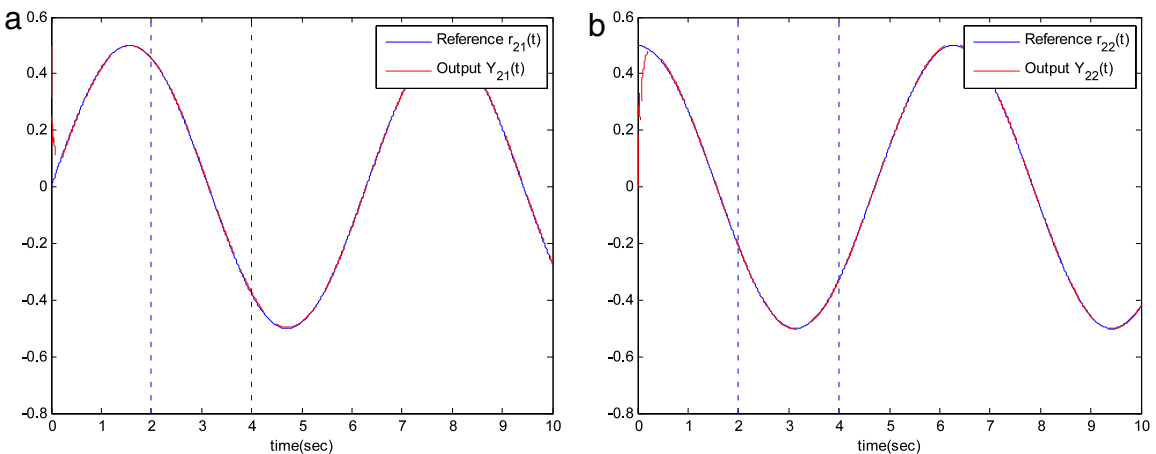 a
0.6
0.4
0.2
0
-0.2
-0.4
-0.6
-0.8
0 1 2 3 4 5 6 7 8 9 10
time(sec)
Reference r21(t)
Output Y21(t)
b
0.6
0.4
0.2
0
-0.2
-0.4
-0.6
-0.8
0 1 2 3 4 5 6 7 8 9 10
time(sec)
Reference r22(t)
Output Y22(t)